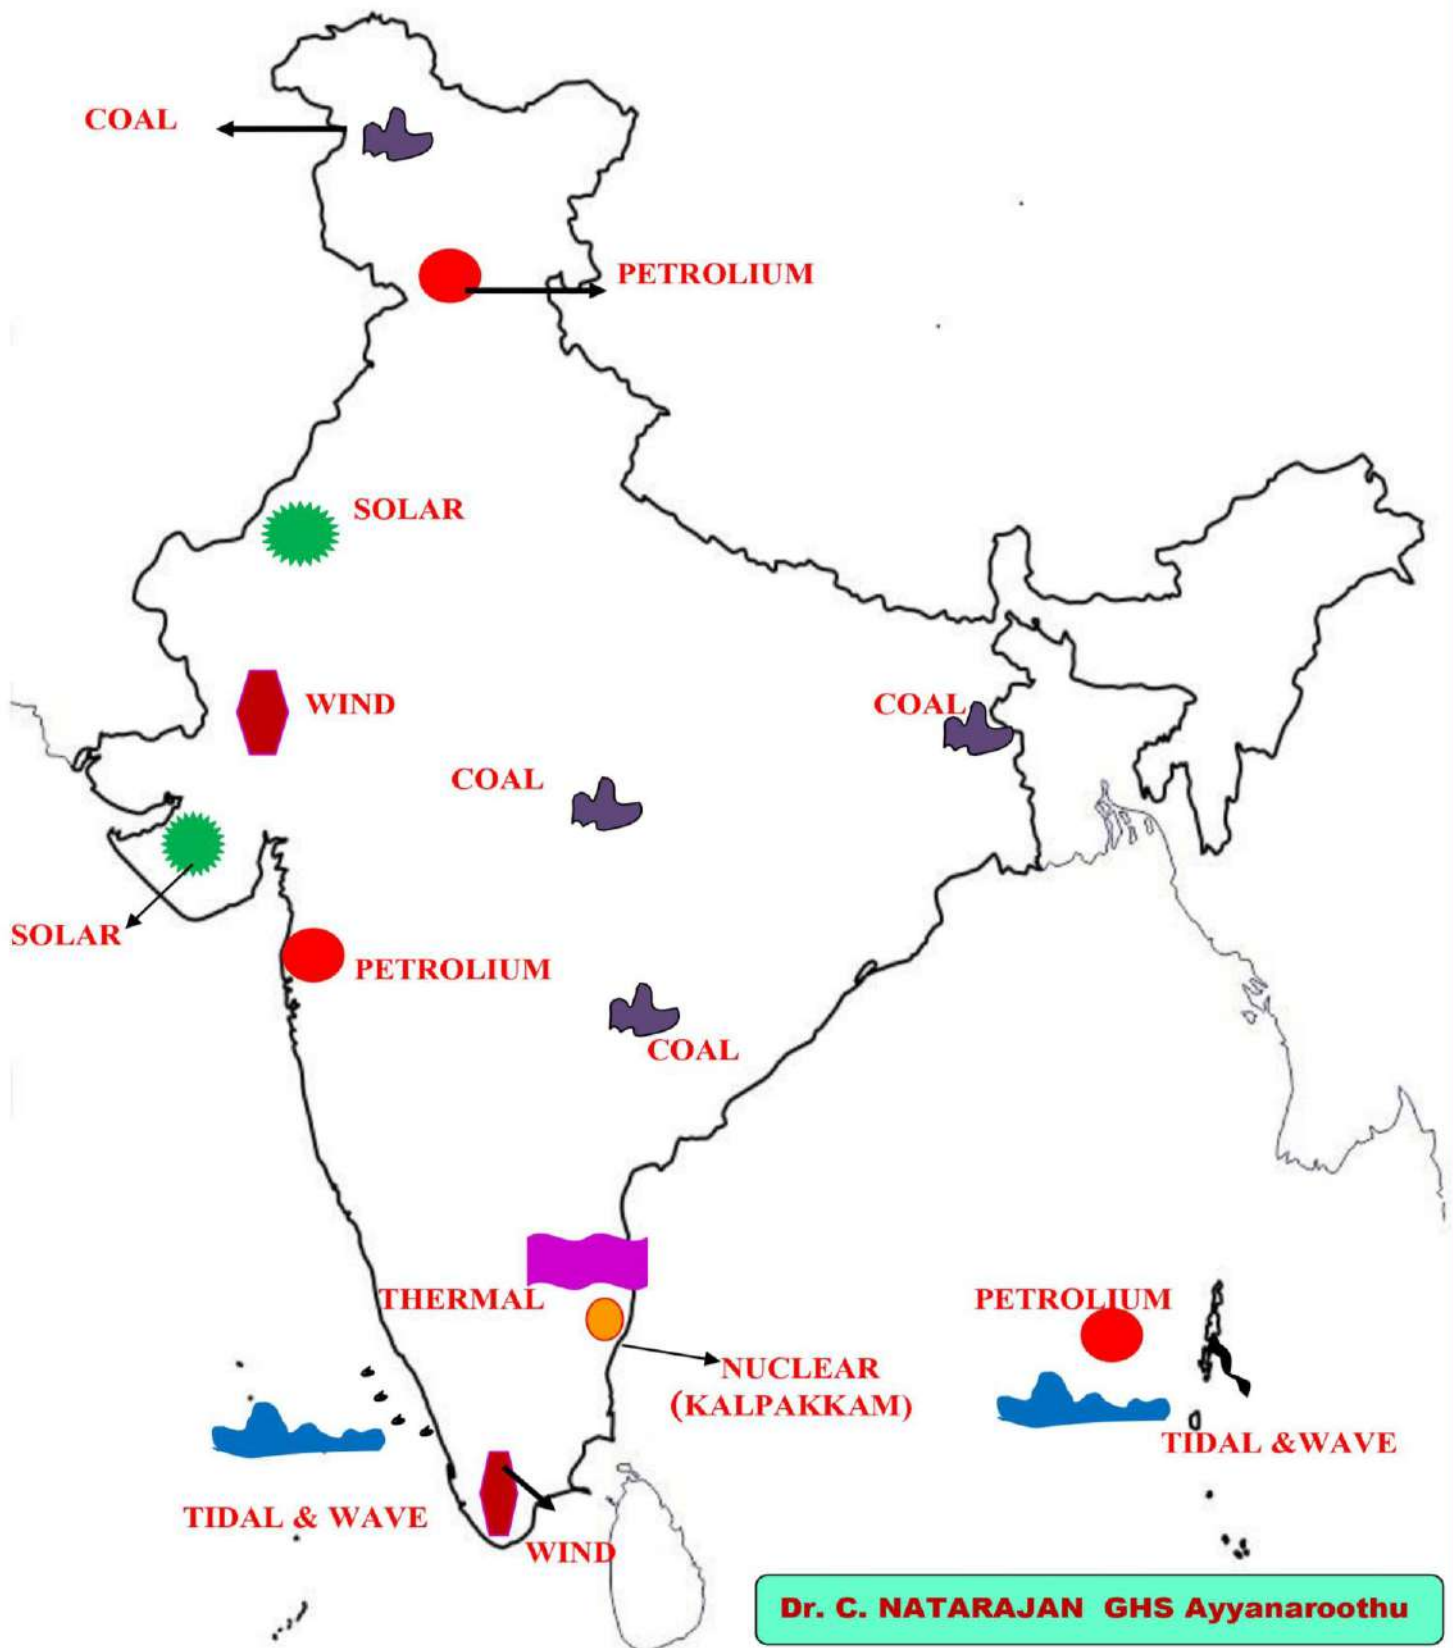 COAL
PETROLIUM
SOLAR
WIND
COAL
COAL
SOLAR
PETROLIUM
COAL
THERMAL
PETROLIUM
NUCLEAR
(KALPAKKAM)
TIDAL &WAVE
TIDAL & WAVE
WIND
Dr. C. NATARAJAN GHS Ayyanaroothu